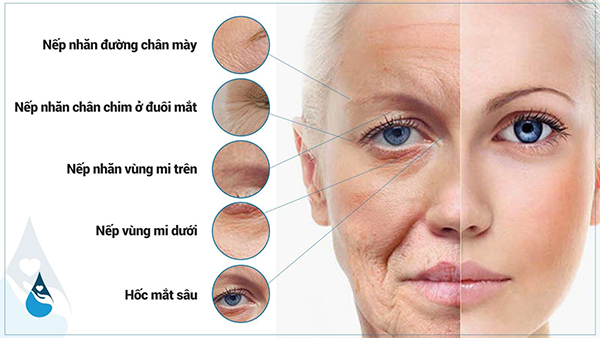 Nếp nhăn đường chân mày
Nếp nhăn chân chim ở đuôi mắt
Nếp nhăn vùng mi trên
Nếp vùng mi dưới
Hốc mắt sâu